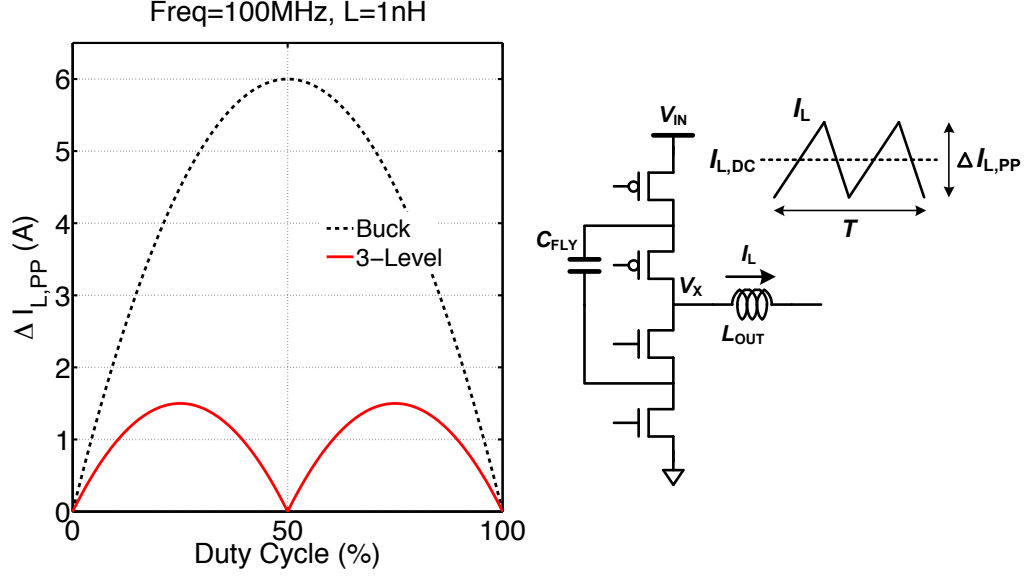 Freq=100MHz, L=1nH
Δ I_L,PP (A)
6
5
4
3
2
1
0
0
50
100
Duty Cycle (%)
Buck
3−Level
V_IN
C_FLY
V_X
I_L
L_OUT
I_L
I_L,DC
Δ I_L,PP
T